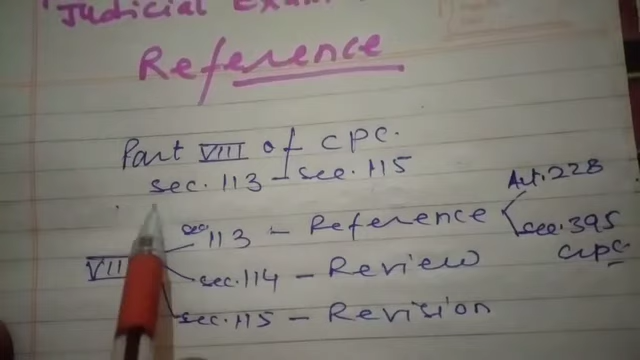 Judicial Exam
Reference
Part VIII of CPC.
sec. 113 - sec. 115
Art. 228
sec 113 - Reference
sec. 395
CrPC
VIII
sec. 114 - Review
sec. 115 - Revision